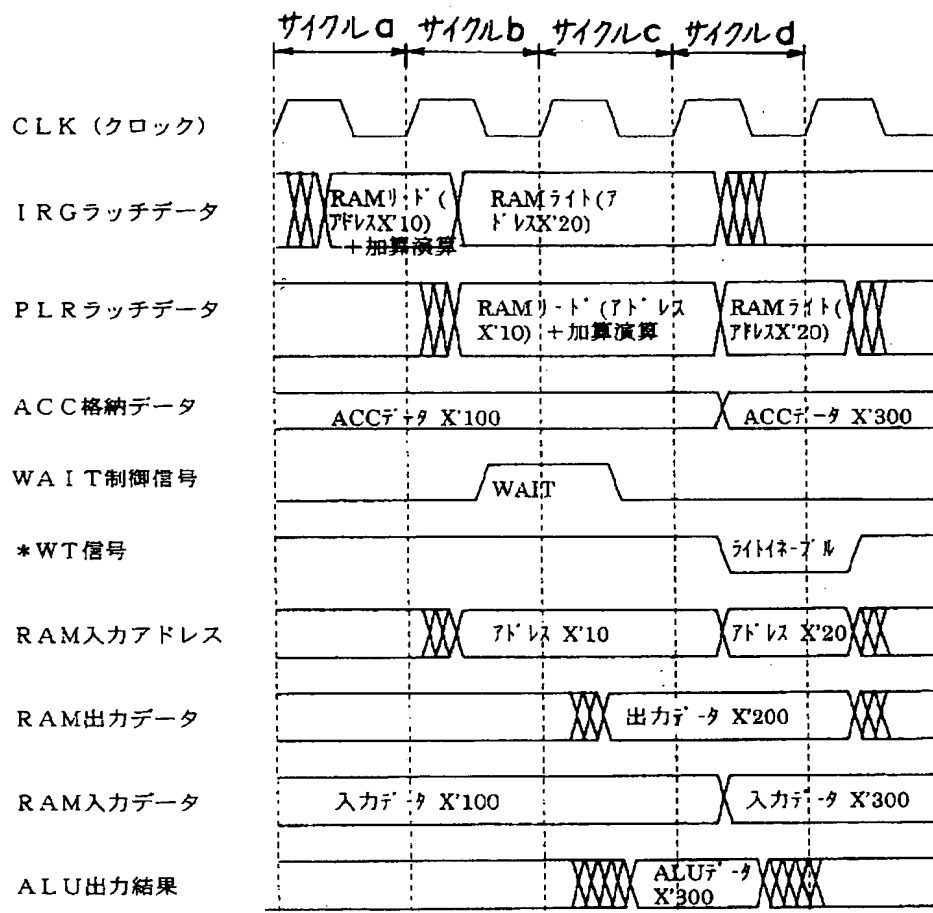 サイクルa サイクルb サイクルc サイクルd
CLK（クロック）
IRGラッチデータ
RAMリード(
アドレスX'10)
＋加算演算
RAMライト(ア
ドレスX'20)
PLRラッチデータ
RAMリード(アドレス
X'10)＋加算演算
RAMライト(
アドレスX'20)
ACC格納データ
ACCデータ X'100
ACCデータ X'300
WAIT制御信号
WAIT
*WT信号
ライトイネーブル
RAM入力アドレス
アドレス X'10
アドレス X'20
RAM出力データ
出力データ X'200
RAM入力データ
入力データ X'100
入力データ X'300
ALU出力結果
ALUデータ
X'300